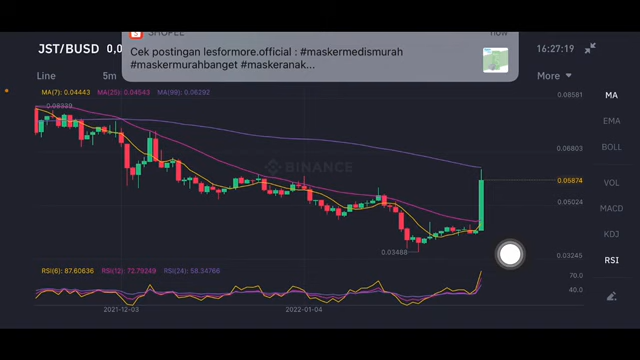 SHOPEE now
Cek postingan lesformore.official : #maskermedismurah
#maskermurahbanget #maskeranak...
JST/BUSD 0,0
16:27:19
Line 5m More
MA(7): 0.04443 MA(25): 0.04543 MA(99): 0.06292
0.08581
MA
0.08339
EMA
0.06803
BOLL
BINANCE
0.05874
VOL
0.05024
MACD
KDJ
0.03488
0.03245
RSI
RSI(6): 87.60636 RSI(12): 72.79249 RSI(24): 58.34766
70.0
40.0
2021-12-03 2022-01-04